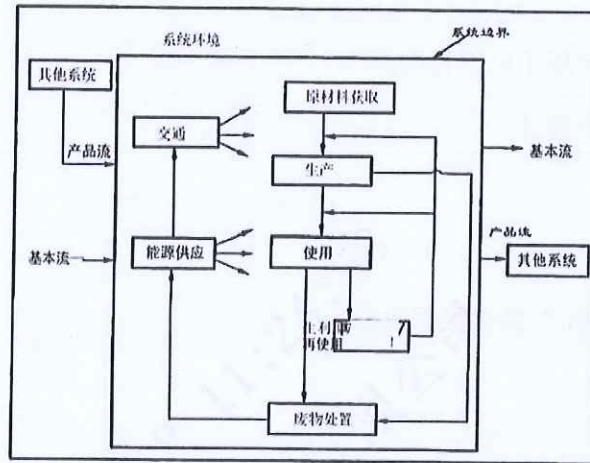 系统环境
系统边界
其他系统
原材料获取
交通
产品流
基本流
生产
产品流
基本流
能源供应
使用
其他系统
再使用
废物处置